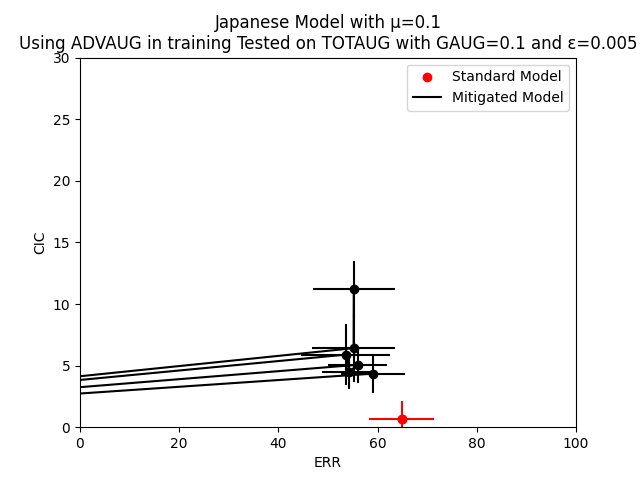 Japanese Model with μ=0.1
Using ADVAUG in training Tested on TOTAUG with GAUG=0.1 and ε=0.005
30
25
20
15
10
5
0
CIC
Standard Model
Mitigated Model
0 20 40 60 80 100
ERR